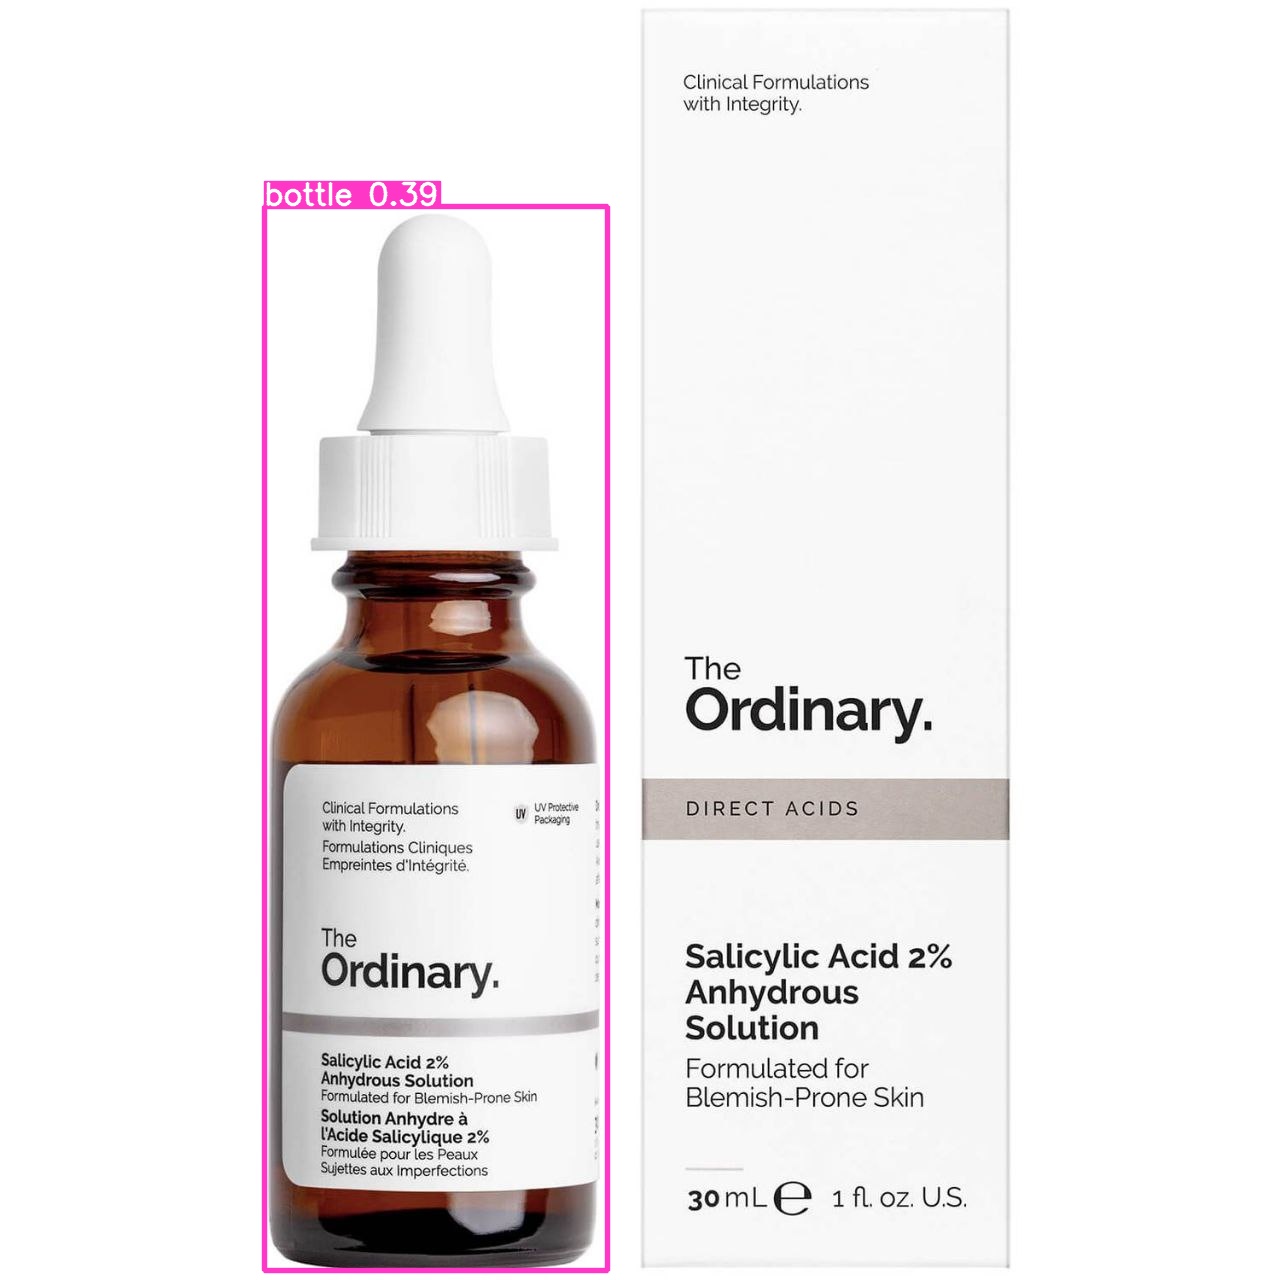 bottle 0.39
Clinical Formulations
with Integrity.
Formulations Cliniques
Empreintes d'Intégrité.
UV
UV Protective
Packaging
The
Ordinary.
Salicylic Acid 2%
Anhydrous Solution
Formulated for Blemish-Prone Skin
Solution Anhydre à
l'Acide Salicylique 2%
Formulée pour les Peaux
Sujettes aux Imperfections
Clinical Formulations
with Integrity.
The
Ordinary.
DIRECT ACIDS
Salicylic Acid 2%
Anhydrous
Solution
Formulated for
Blemish-Prone Skin
30 mL ℮ 1 fl. oz. U.S.